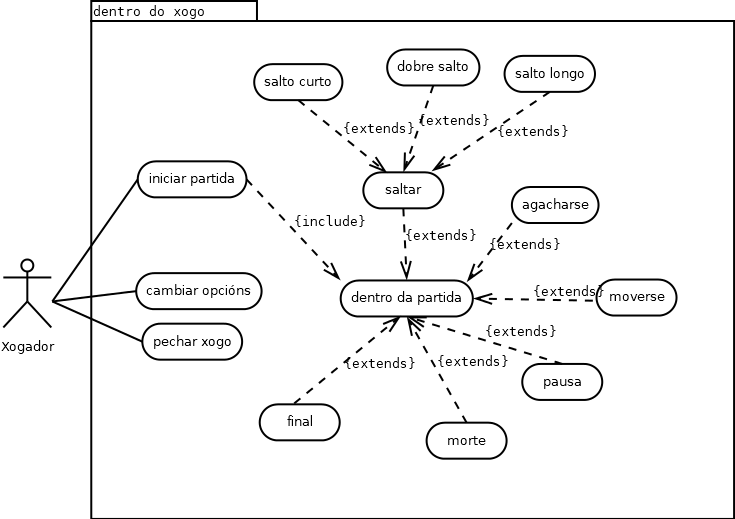 dentro do xogo
salto curto
dobre salto
salto longo
{extends}
{extends}
{extends}
iniciar partida
saltar
agacharse
{include}
{extends}
{extends}
cambiar opcións
dentro da partida
{extends}
moverse
Xogador
pechar xogo
{extends}
{extends}
{extends}
pausa
final
morte